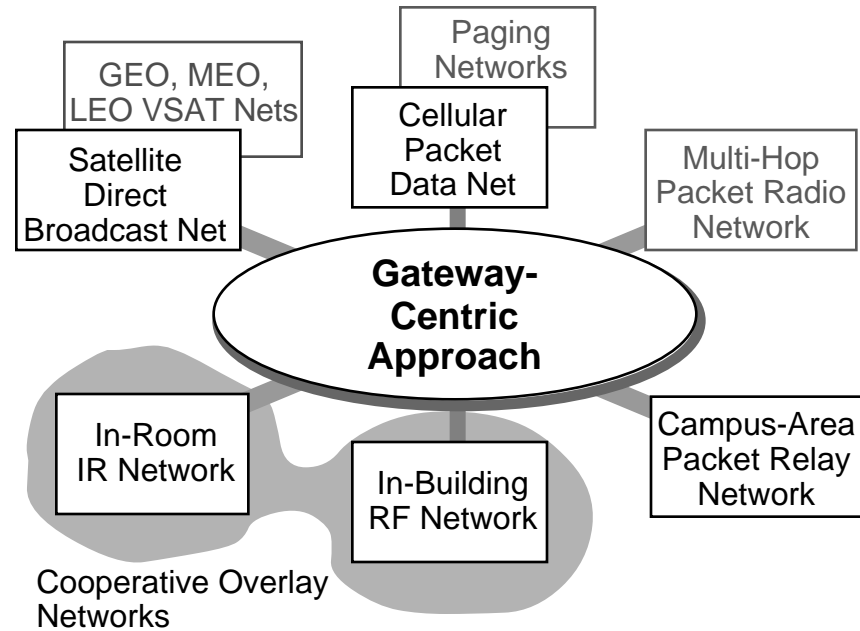 GEO, MEO,
LEO VSAT Nets
Satellite
Direct
Broadcast Net
Paging
Networks
Cellular
Packet
Data Net
Multi-Hop
Packet Radio
Network
Gateway-
Centric
Approach
In-Room
IR Network
In-Building
RF Network
Campus-Area
Packet Relay
Network
Cooperative Overlay
Networks